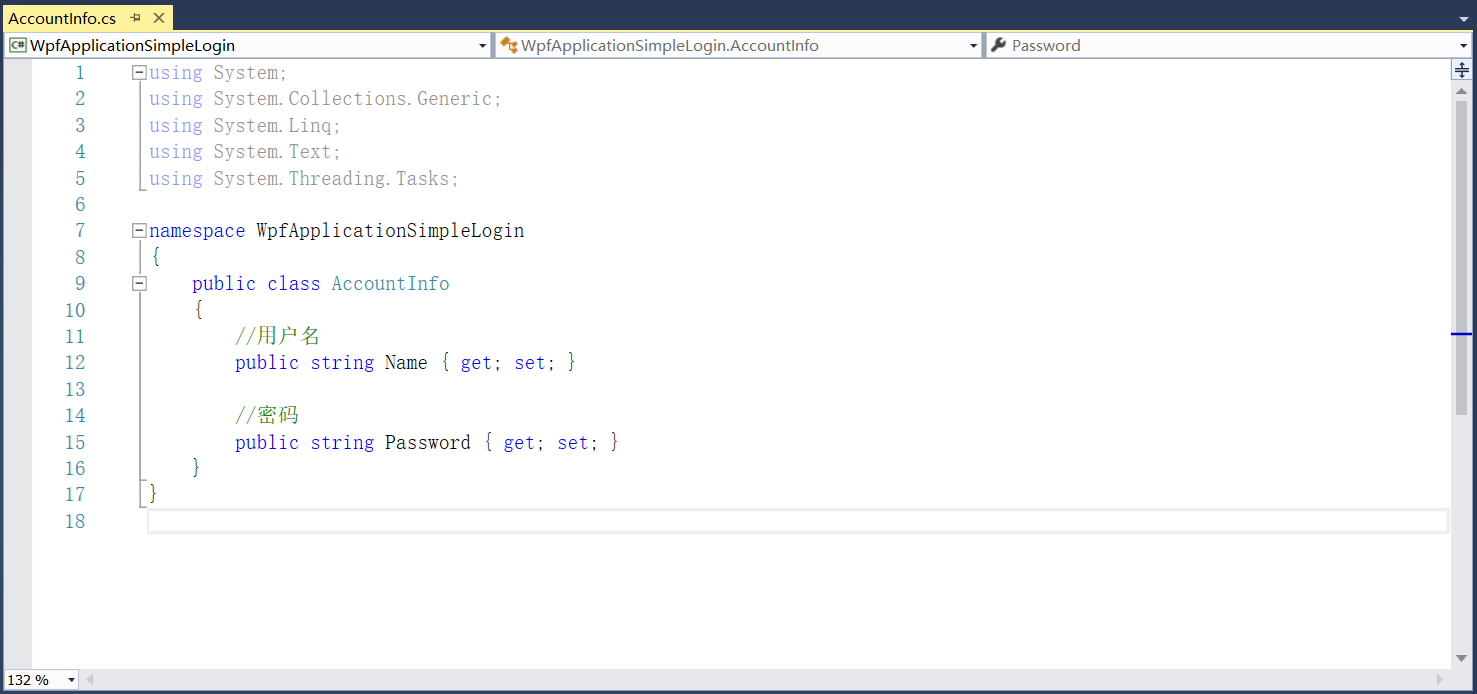 AccountInfo.cs
WpfApplicationSimpleLogin
WpfApplicationSimpleLogin.AccountInfo
Password
1 using System;
2 using System.Collections.Generic;
3 using System.Linq;
4 using System.Text;
5 using System.Threading.Tasks;
6
7 namespace WpfApplicationSimpleLogin
8 {
9 public class AccountInfo
10 {
11 //用户名
12 public string Name { get; set; }
13
14 //密码
15 public string Password { get; set; }
16 }
17 }
18
132 %